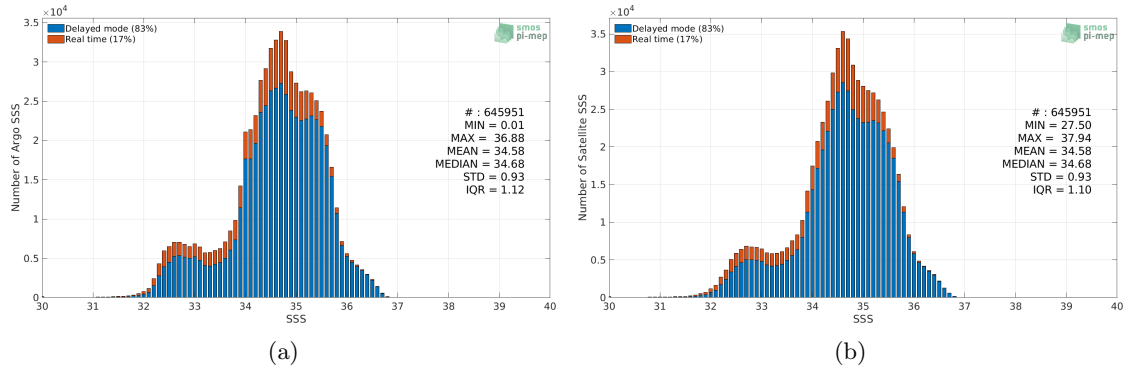 ×10⁴
3.5
3
2.5
2
1.5
1
0.5
0
Number of Argo SSS
Delayed mode (83%)
Real time (17%)
smos
pi-mep
# : 645951
MIN = 0.01
MAX = 36.88
MEAN = 34.58
MEDIAN = 34.68
STD = 0.93
IQR = 1.12
30 31 32 33 34 35 36 37 38 39 40
SSS
(a)
×10⁴
3.5
3
2.5
2
1.5
1
0.5
0
Number of Satellite SSS
Delayed mode (83%)
Real time (17%)
smos
pi-mep
# : 645951
MIN = 27.50
MAX = 37.94
MEAN = 34.58
MEDIAN = 34.68
STD = 0.93
IQR = 1.10
30 31 32 33 34 35 36 37 38 39 40
SSS
(b)